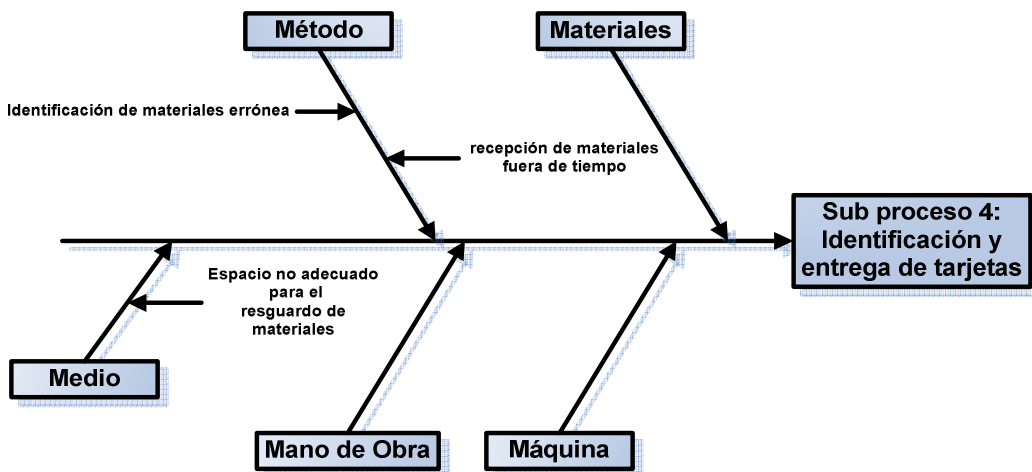 Método
Materiales
Identificación de materiales errónea
recepción de materiales
fuera de tiempo
Sub proceso 4:
Identificación y
entrega de tarjetas
Espacio no adecuado
para el
resguardo de
materiales
Medio
Mano de Obra
Máquina